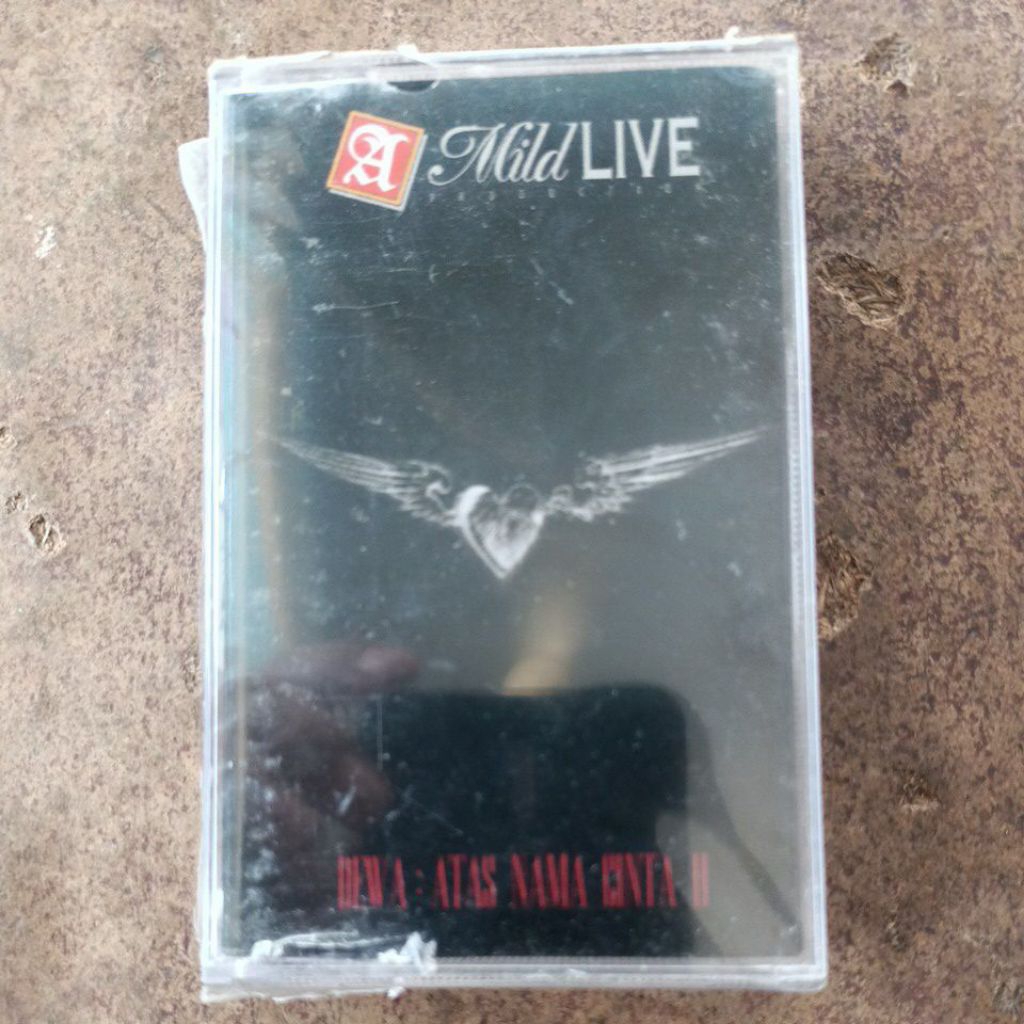 A Mild LIVE
PRODUCTION
DEWA : ATAS NAMA CINTA II